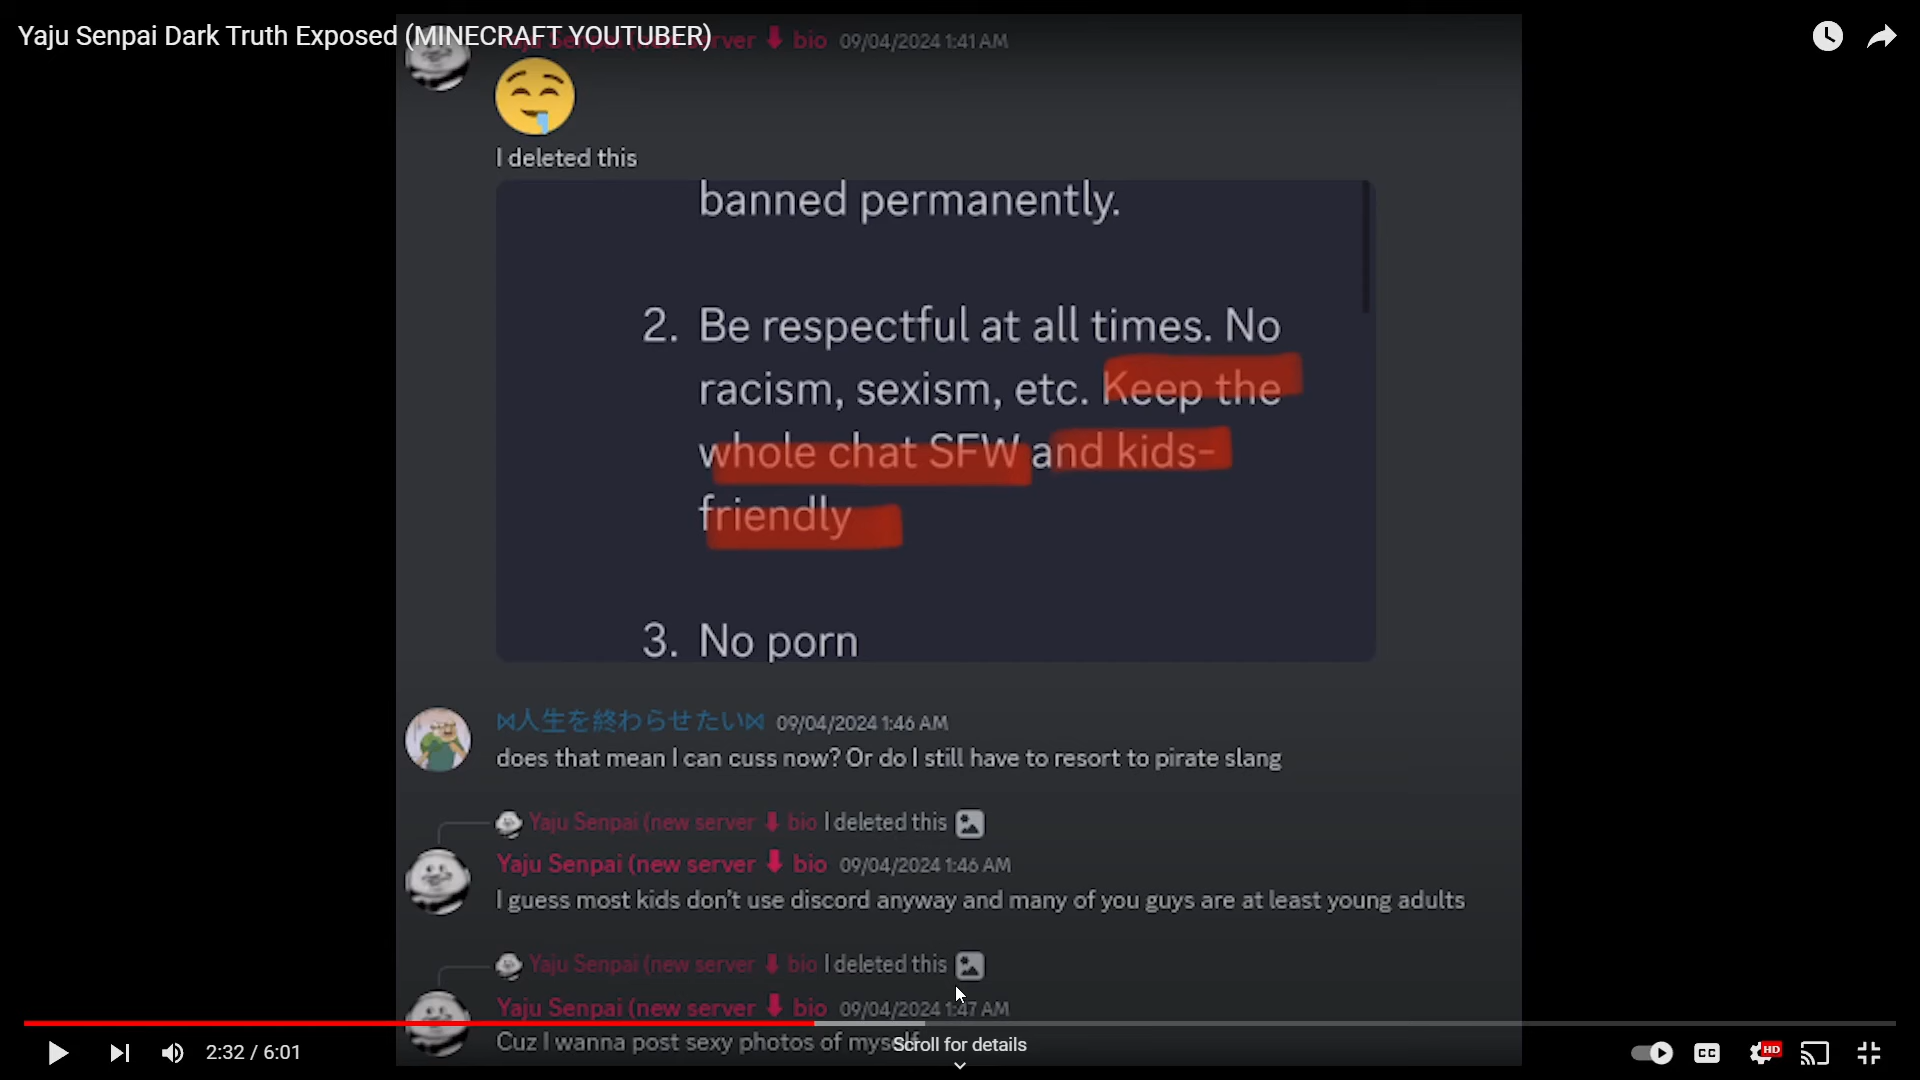 Yaju Senpai Dark Truth Exposed (MINECRAFT YOUTUBER)
bio 09/04/2024 1:41 AM
I deleted this
banned permanently.
2. Be respectful at all times. No
racism, sexism, etc. Keep the
whole chat SFW and kids-
friendly
3. No porn
⋈人生を終わらせたい⋈ 09/04/2024 1:46 AM
does that mean I can cuss now? Or do I still have to resort to pirate slang
Yaju Senpai (new server ⬇ bio I deleted this
Yaju Senpai (new server ⬇ bio 09/04/2024 1:46 AM
I guess most kids don't use discord anyway and many of you guys are at least young adults
Yaju Senpai (new server ⬇ bio I deleted this
Yaju Senpai (new server ⬇ bio 09/04/2024 1:47 AM
Cuz I wanna post sexy photos of myself
Scroll for details
2:32 / 6:01
CC
HD